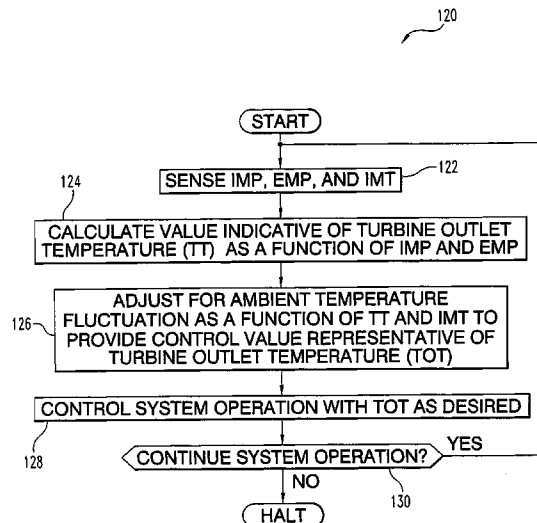 120
START
122
SENSE IMP, EMP, AND IMT
124
CALCULATE VALUE INDICATIVE OF TURBINE OUTLET
TEMPERATURE (TT) AS A FUNCTION OF IMP AND EMP
126
ADJUST FOR AMBIENT TEMPERATURE
FLUCTUATION AS A FUNCTION OF TT AND IMT TO
PROVIDE CONTROL VALUE REPRESENTATIVE OF
TURBINE OUTLET TEMPERATURE (TOT)
CONTROL SYSTEM OPERATION WITH TOT AS DESIRED
128
CONTINUE SYSTEM OPERATION?
YES
NO
130
HALT